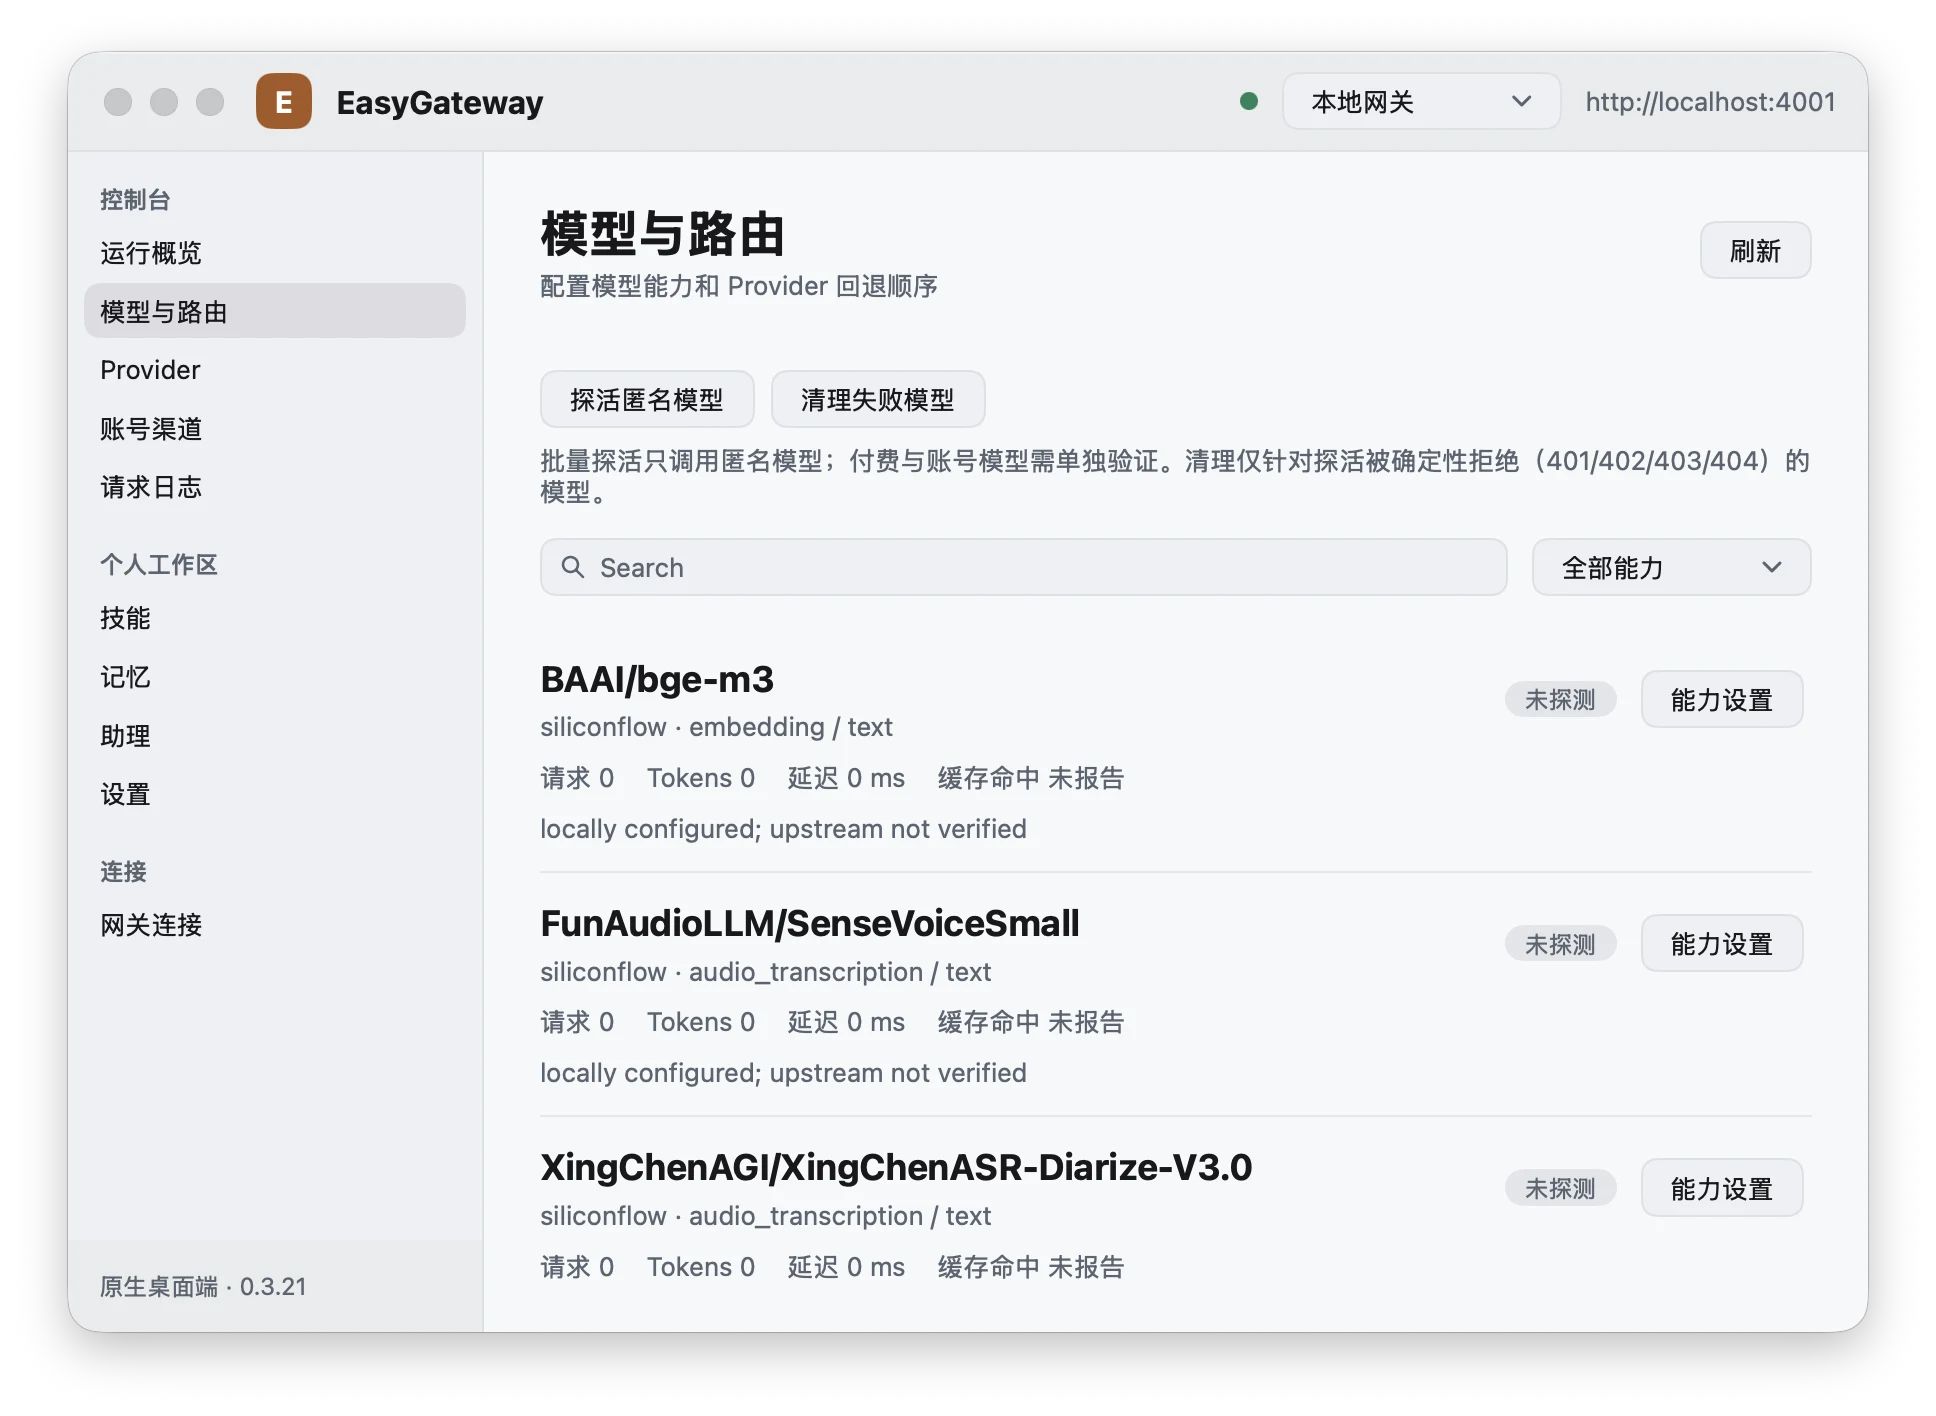 E
EasyGateway
本地网关
http://localhost:4001
控制台
运行概览
模型与路由
Provider
账号渠道
请求日志
个人工作区
技能
记忆
助理
设置
连接
网关连接
原生桌面端 · 0.3.21
模型与路由
配置模型能力和 Provider 回退顺序
刷新
探活匿名模型
清理失败模型
批量探活只调用匿名模型；付费与账号模型需单独验证。清理仅针对探活被确定性拒绝（401/402/403/404）的
模型。
Search
全部能力
BAAI/bge-m3
siliconflow · embedding / text
请求 0 Tokens 0 延迟 0 ms 缓存命中 未报告
locally configured; upstream not verified
未探测
能力设置
FunAudioLLM/SenseVoiceSmall
siliconflow · audio_transcription / text
请求 0 Tokens 0 延迟 0 ms 缓存命中 未报告
locally configured; upstream not verified
未探测
能力设置
XingChenAGI/XingChenASR-Diarize-V3.0
siliconflow · audio_transcription / text
请求 0 Tokens 0 延迟 0 ms 缓存命中 未报告
未探测
能力设置